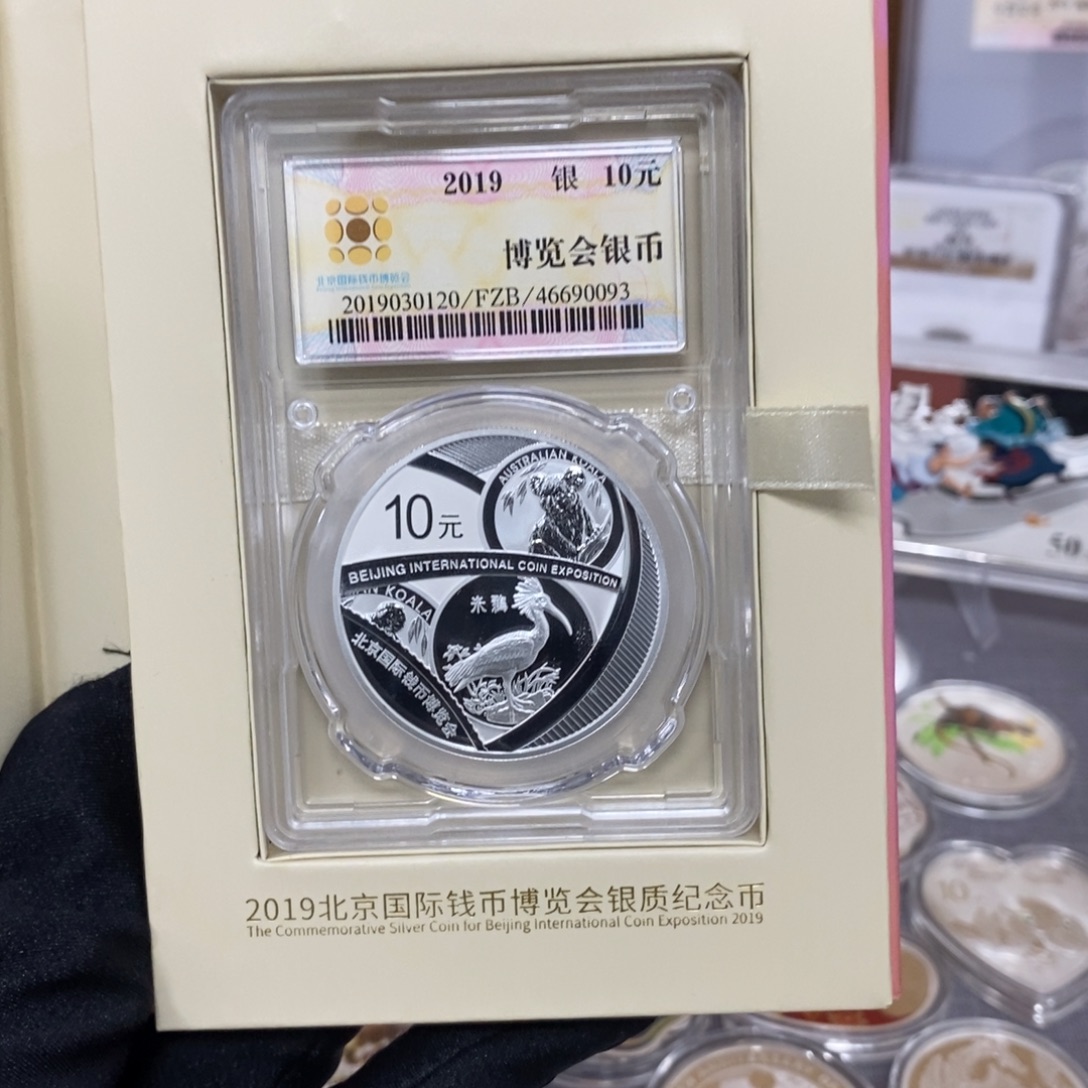 2019 银 10元
博览会银币
北京国际钱币博览会
2019030120/FZB/46690093
AUSTRALIAN KOALA
10元
BEIJING INTERNATIONAL COIN EXPOSITION
KOALA
朱鹮
北京国际钱币博览会
2019北京国际钱币博览会银质纪念币
The Commemorative Silver Coin for Beijing International Coin Exposition 2019
50
10